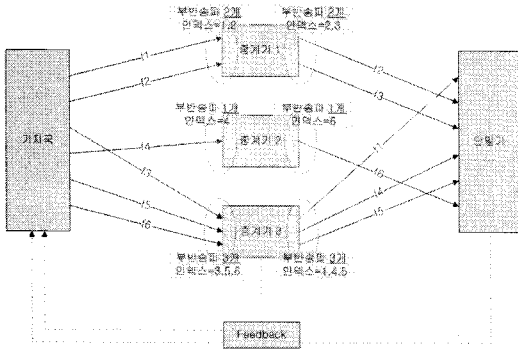 부반송파 2개
인덱스=1,2
부반송파 2개
인덱스=2,3
중계기 1
기지국
단말기
f1
f2
f2
f3
부반송파 1개
인덱스=4
부반송파 1개
인덱스=6
중계기 2
f4
f6
f3
f5
f6
f1
f4
f5
중계기 3
부반송파 3개
인덱스=3,5,6
부반송파 3개
인덱스=1,4,5
Feedback